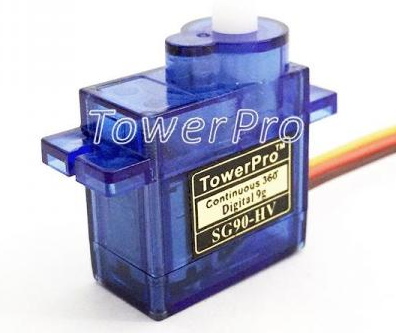 TowerPro
TowerPro™
Continuous 360°
Digital 9g
SG90-HV